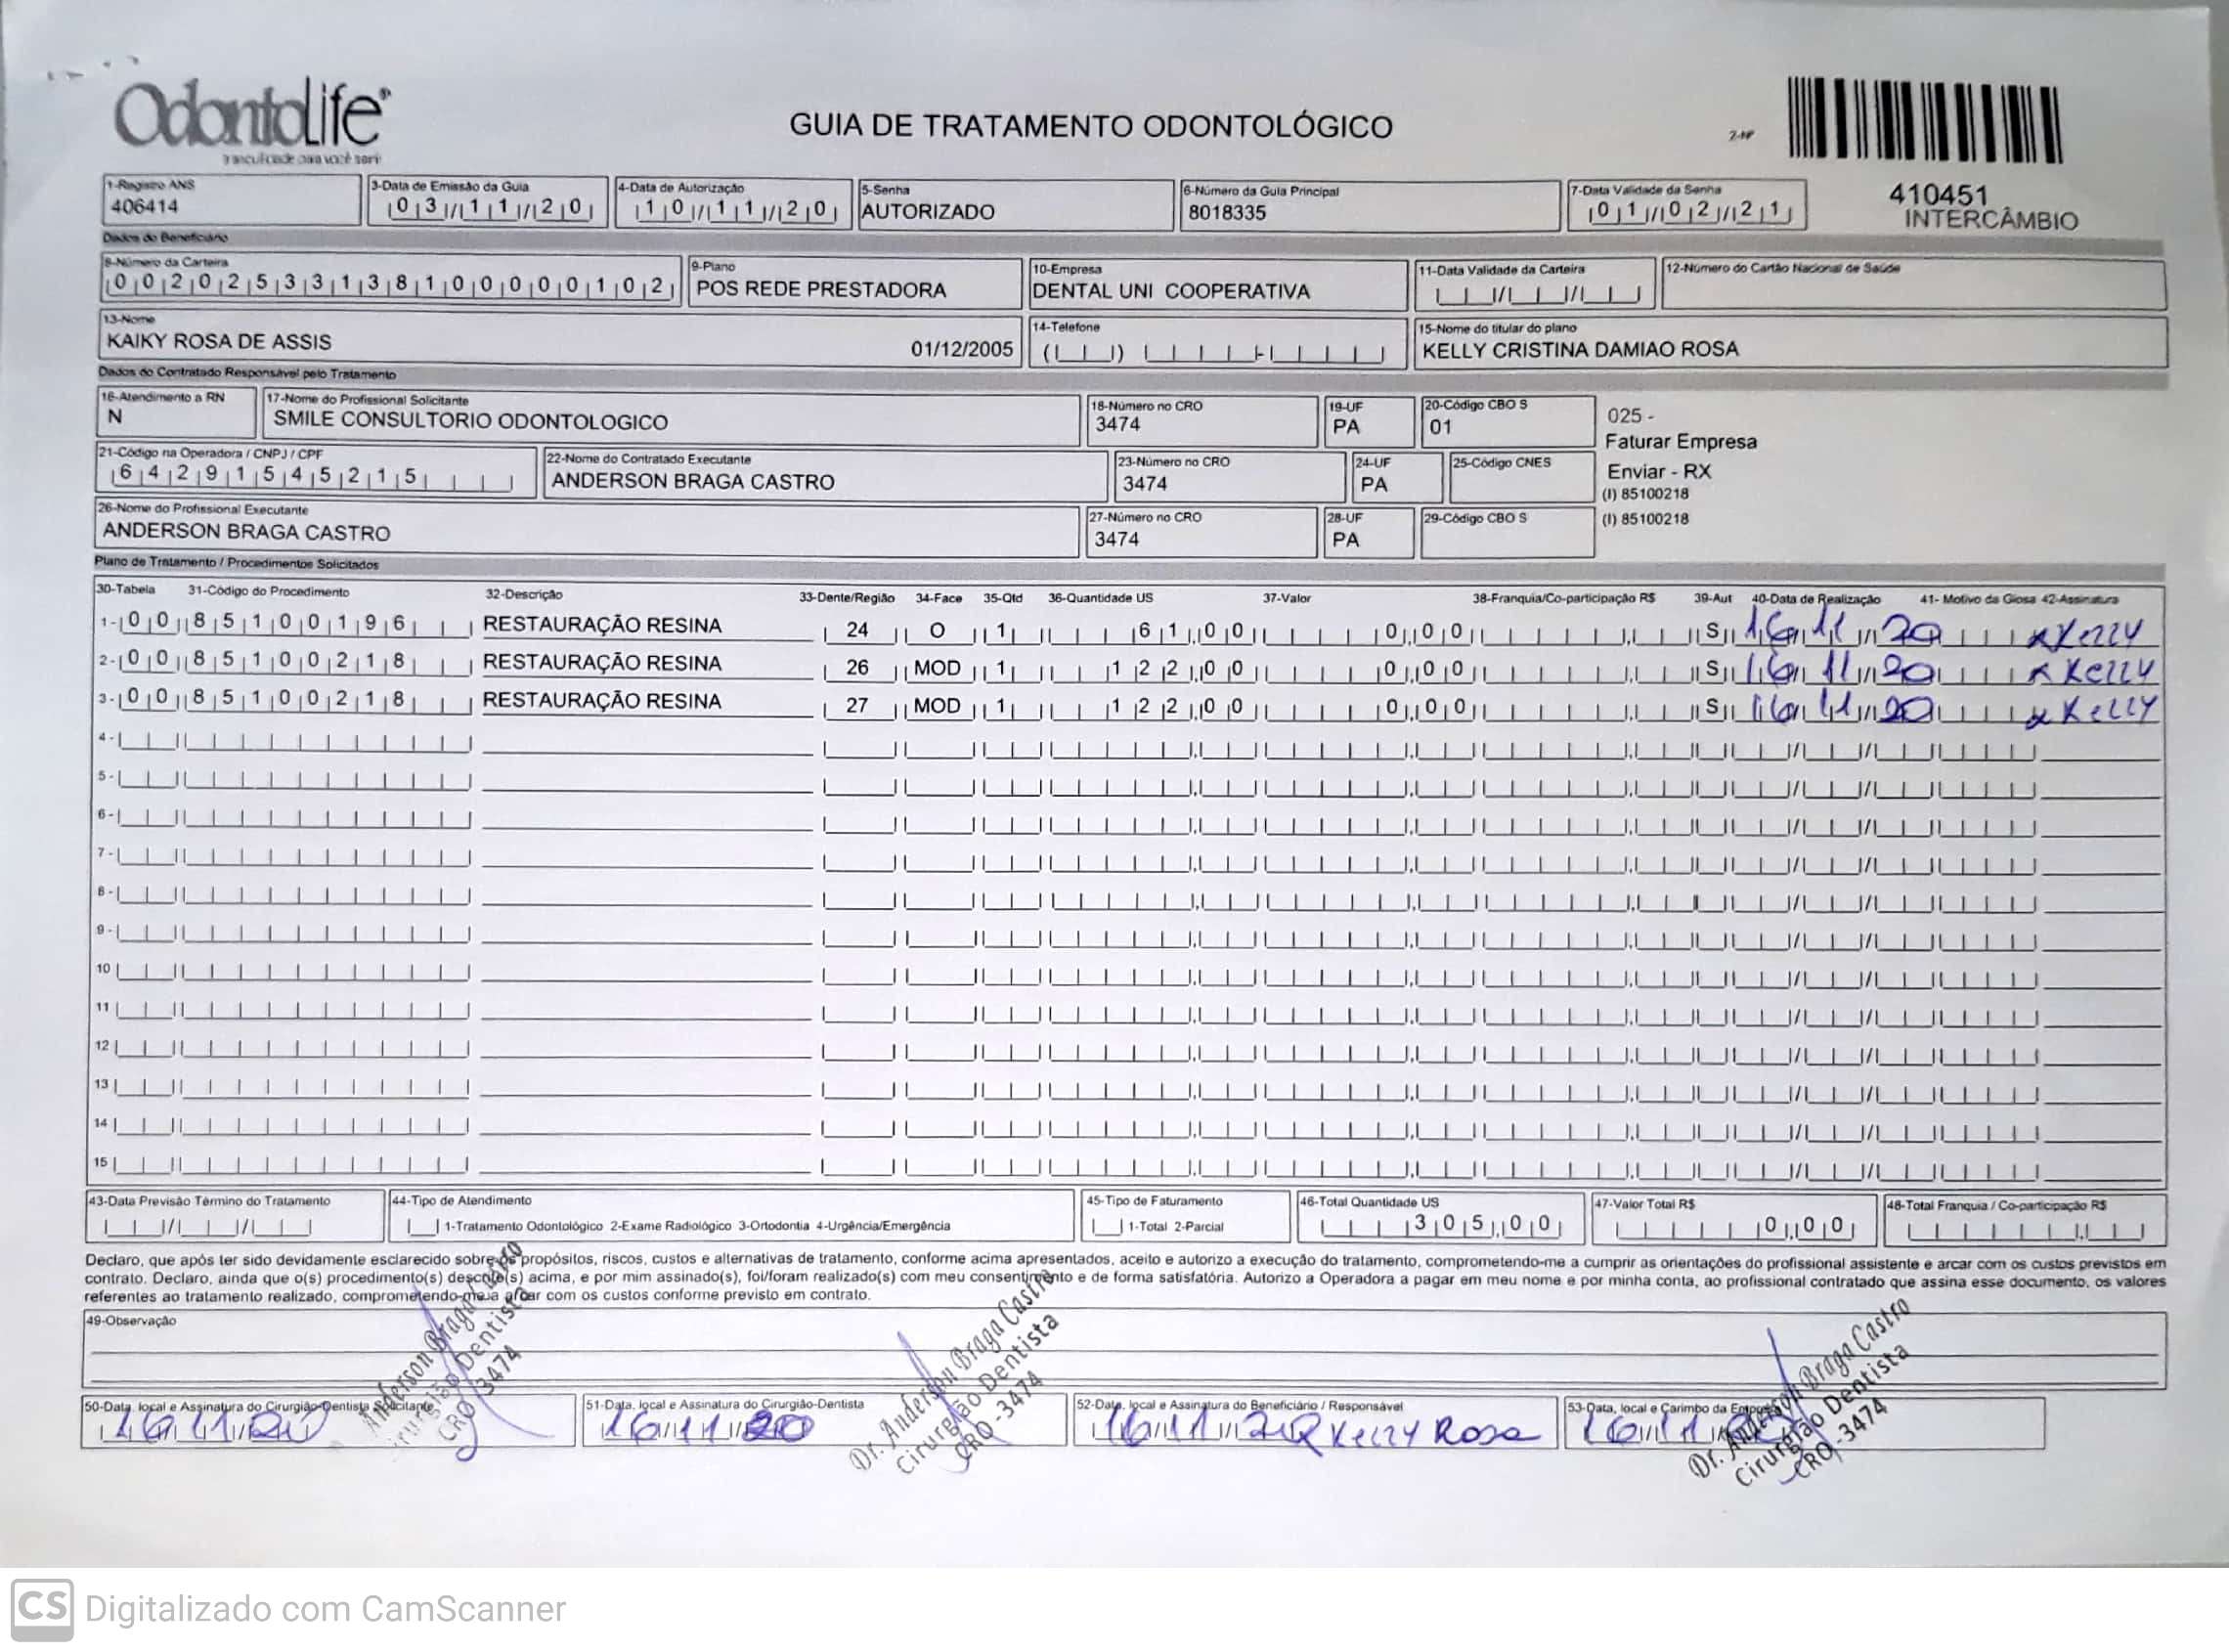 OdontoLife®
GUIA DE TRATAMENTO ODONTOLÓGICO
2-Nº
410451
INTERCÂMBIO
1-Registro ANS
406414
3-Data de Emissão da Guia
03/11/20
4-Data de Autorização
10/11/20
5-Senha
AUTORIZADO
6-Número da Guia Principal
8018335
7-Data Validade da Senha
01/02/21
Dados do Beneficiário
8-Número da Carteira
00202533138100000102
9-Plano
POS REDE PRESTADORA
10-Empresa
DENTAL UNI COOPERATIVA
11-Data Validade da Carteira
12-Número do Cartão Nacional de Saúde
13-Nome
KAIKY ROSA DE ASSIS 01/12/2005
14-Telefone
15-Nome do titular do plano
KELLY CRISTINA DAMIAO ROSA
Dados do Contratado Responsável pelo Tratamento
16-Atendimento a RN
N
17-Nome do Profissional Solicitante
SMILE CONSULTORIO ODONTOLOGICO
18-Número no CRO
3474
19-UF
PA
20-Código CBO S
01
025 -
Faturar Empresa
Enviar - RX
(I) 85100218
(I) 85100218
21-Código na Operadora / CNPJ / CPF
64291545215
22-Nome do Contratado Executante
ANDERSON BRAGA CASTRO
23-Número no CRO
3474
24-UF
PA
25-Código CNES
26-Nome do Profissional Executante
ANDERSON BRAGA CASTRO
27-Número no CRO
3474
28-UF
PA
29-Código CBO S
Plano de Tratamento / Procedimentos Solicitados
30-Tabela 31-Código do Procedimento 32-Descrição 33-Dente/Região 34-Face 35-Qtd 36-Quantidade US 37-Valor 38-Franquia/Co-participação R$ 39-Aut 40-Data de Realização 41- Motivo da Glosa 42-Assinatura
1- 00 85100196 RESTAURAÇÃO RESINA 24 O 1 61,00 0,00 S 16/11/20 x Kelly
2- 00 85100218 RESTAURAÇÃO RESINA 26 MOD 1 122,00 0,00 S 16/11/20 x Kelly
3- 00 85100218 RESTAURAÇÃO RESINA 27 MOD 1 122,00 0,00 S 16/11/20 x Kelly
4-
5-
6-
7-
8-
9-
10
11
12
13
14
15
43-Data Previsão Término do Tratamento
44-Tipo de Atendimento
1-Tratamento Odontológico 2-Exame Radiológico 3-Ortodontia 4-Urgência/Emergência
45-Tipo de Faturamento
1-Total 2-Parcial
46-Total Quantidade US
305,00
47-Valor Total R$
0,00
48-Total Franquia / Co-participação R$
Declaro, que após ter sido devidamente esclarecido sobre os propósitos, riscos, custos e alternativas de tratamento, conforme acima apresentados, aceito e autorizo a execução do tratamento, comprometendo-me a cumprir as orientações do profissional assistente e arcar com os custos previstos em
contrato. Declaro, ainda que o(s) procedimento(s) descrito(s) acima, e por mim assinado(s), foi/foram realizado(s) com meu consentimento e de forma satisfatória. Autorizo a Operadora a pagar em meu nome e por minha conta, ao profissional contratado que assina esse documento, os valores
referentes ao tratamento realizado, comprometendo-me a arcar com os custos conforme previsto em contrato.
49-Observação
50-Data, local e Assinatura do Cirurgião-Dentista Solicitante
16/11/20
Anderson Braga Castro
Cirurgião Dentista
CRO - 3474
51-Data, local e Assinatura do Cirurgião-Dentista
16/11/20
Dr. Anderson Braga Castro
Cirurgião Dentista
CRO -3474
52-Data, local e Assinatura do Beneficiário / Responsável
16/11/20 Kelly Rosa
53-Data, local e Carimbo da Empresa
16/11/20
Dr. Anderson Braga Castro
Cirurgião Dentista
CRO -3474
CS Digitalizado com CamScanner